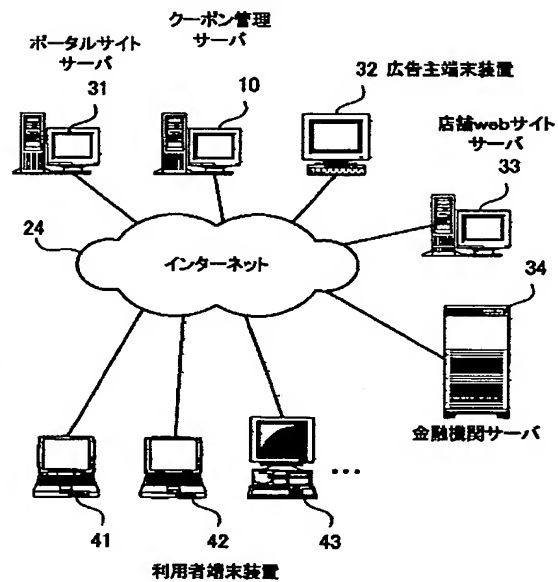 ポータルサイト
サーバ
31
クーポン管理
サーバ
10
32 広告主端末装置
店舗webサイト
サーバ
33
24
インターネット
34
金融機関サーバ
41
42
43
...
利用者端末装置